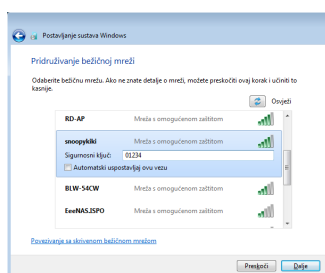 Postavljanje sustava Windows
Pridruživanje bežičnoj mreži
Odaberite bežičnu mrežu. Ako ne znate detalje o mreži, možete preskočiti ovaj korak i učiniti to
kasnije.
Osvježi
RD-AP Mreža s omogućenom zaštitom
snoopykiki Mreža s omogućenom zaštitom
Sigurnosni ključ: 01234
Automatski uspostavljaj ovu vezu
BLW-54CW Mreža s omogućenom zaštitom
EeeNAS.ISPO Mreža s omogućenom zaštitom
Povezivanje sa skrivenom bežičnom mrežom
Preskoči Dalje